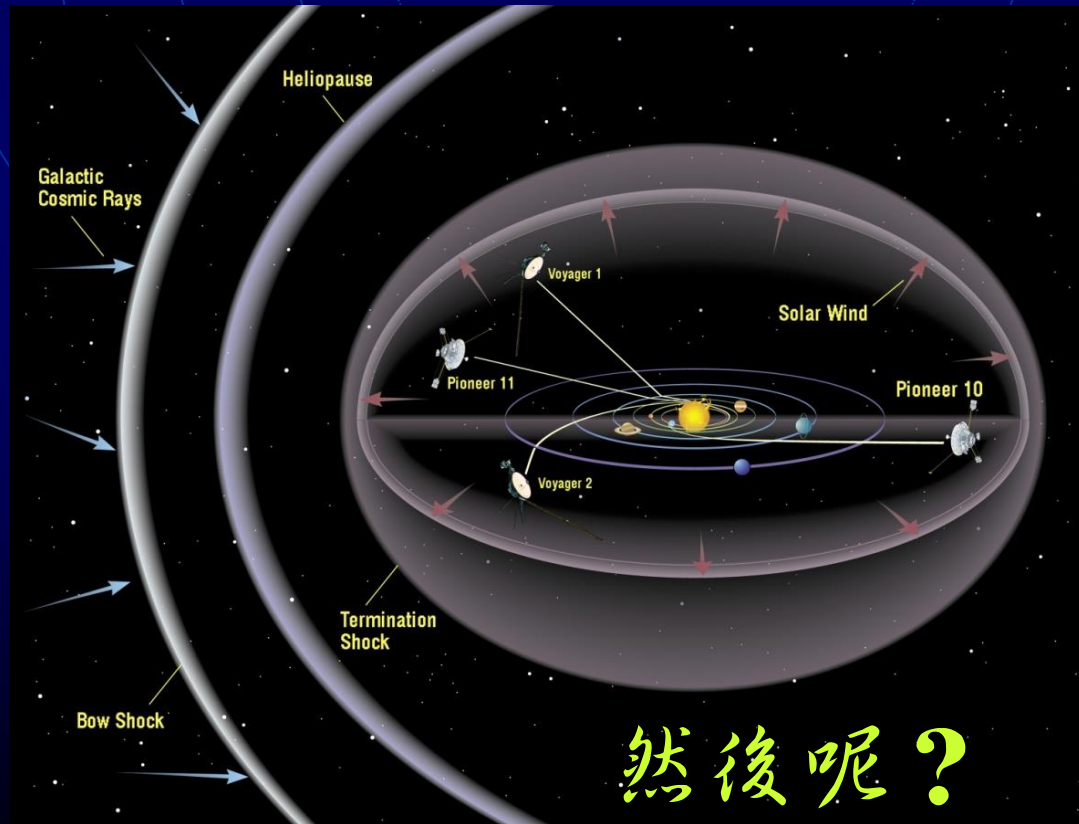 Heliopause
Galactic
Cosmic Rays
Voyager 1
Solar Wind
Pioneer 11
Pioneer 10
Voyager 2
Termination
Shock
Bow Shock
然後呢？